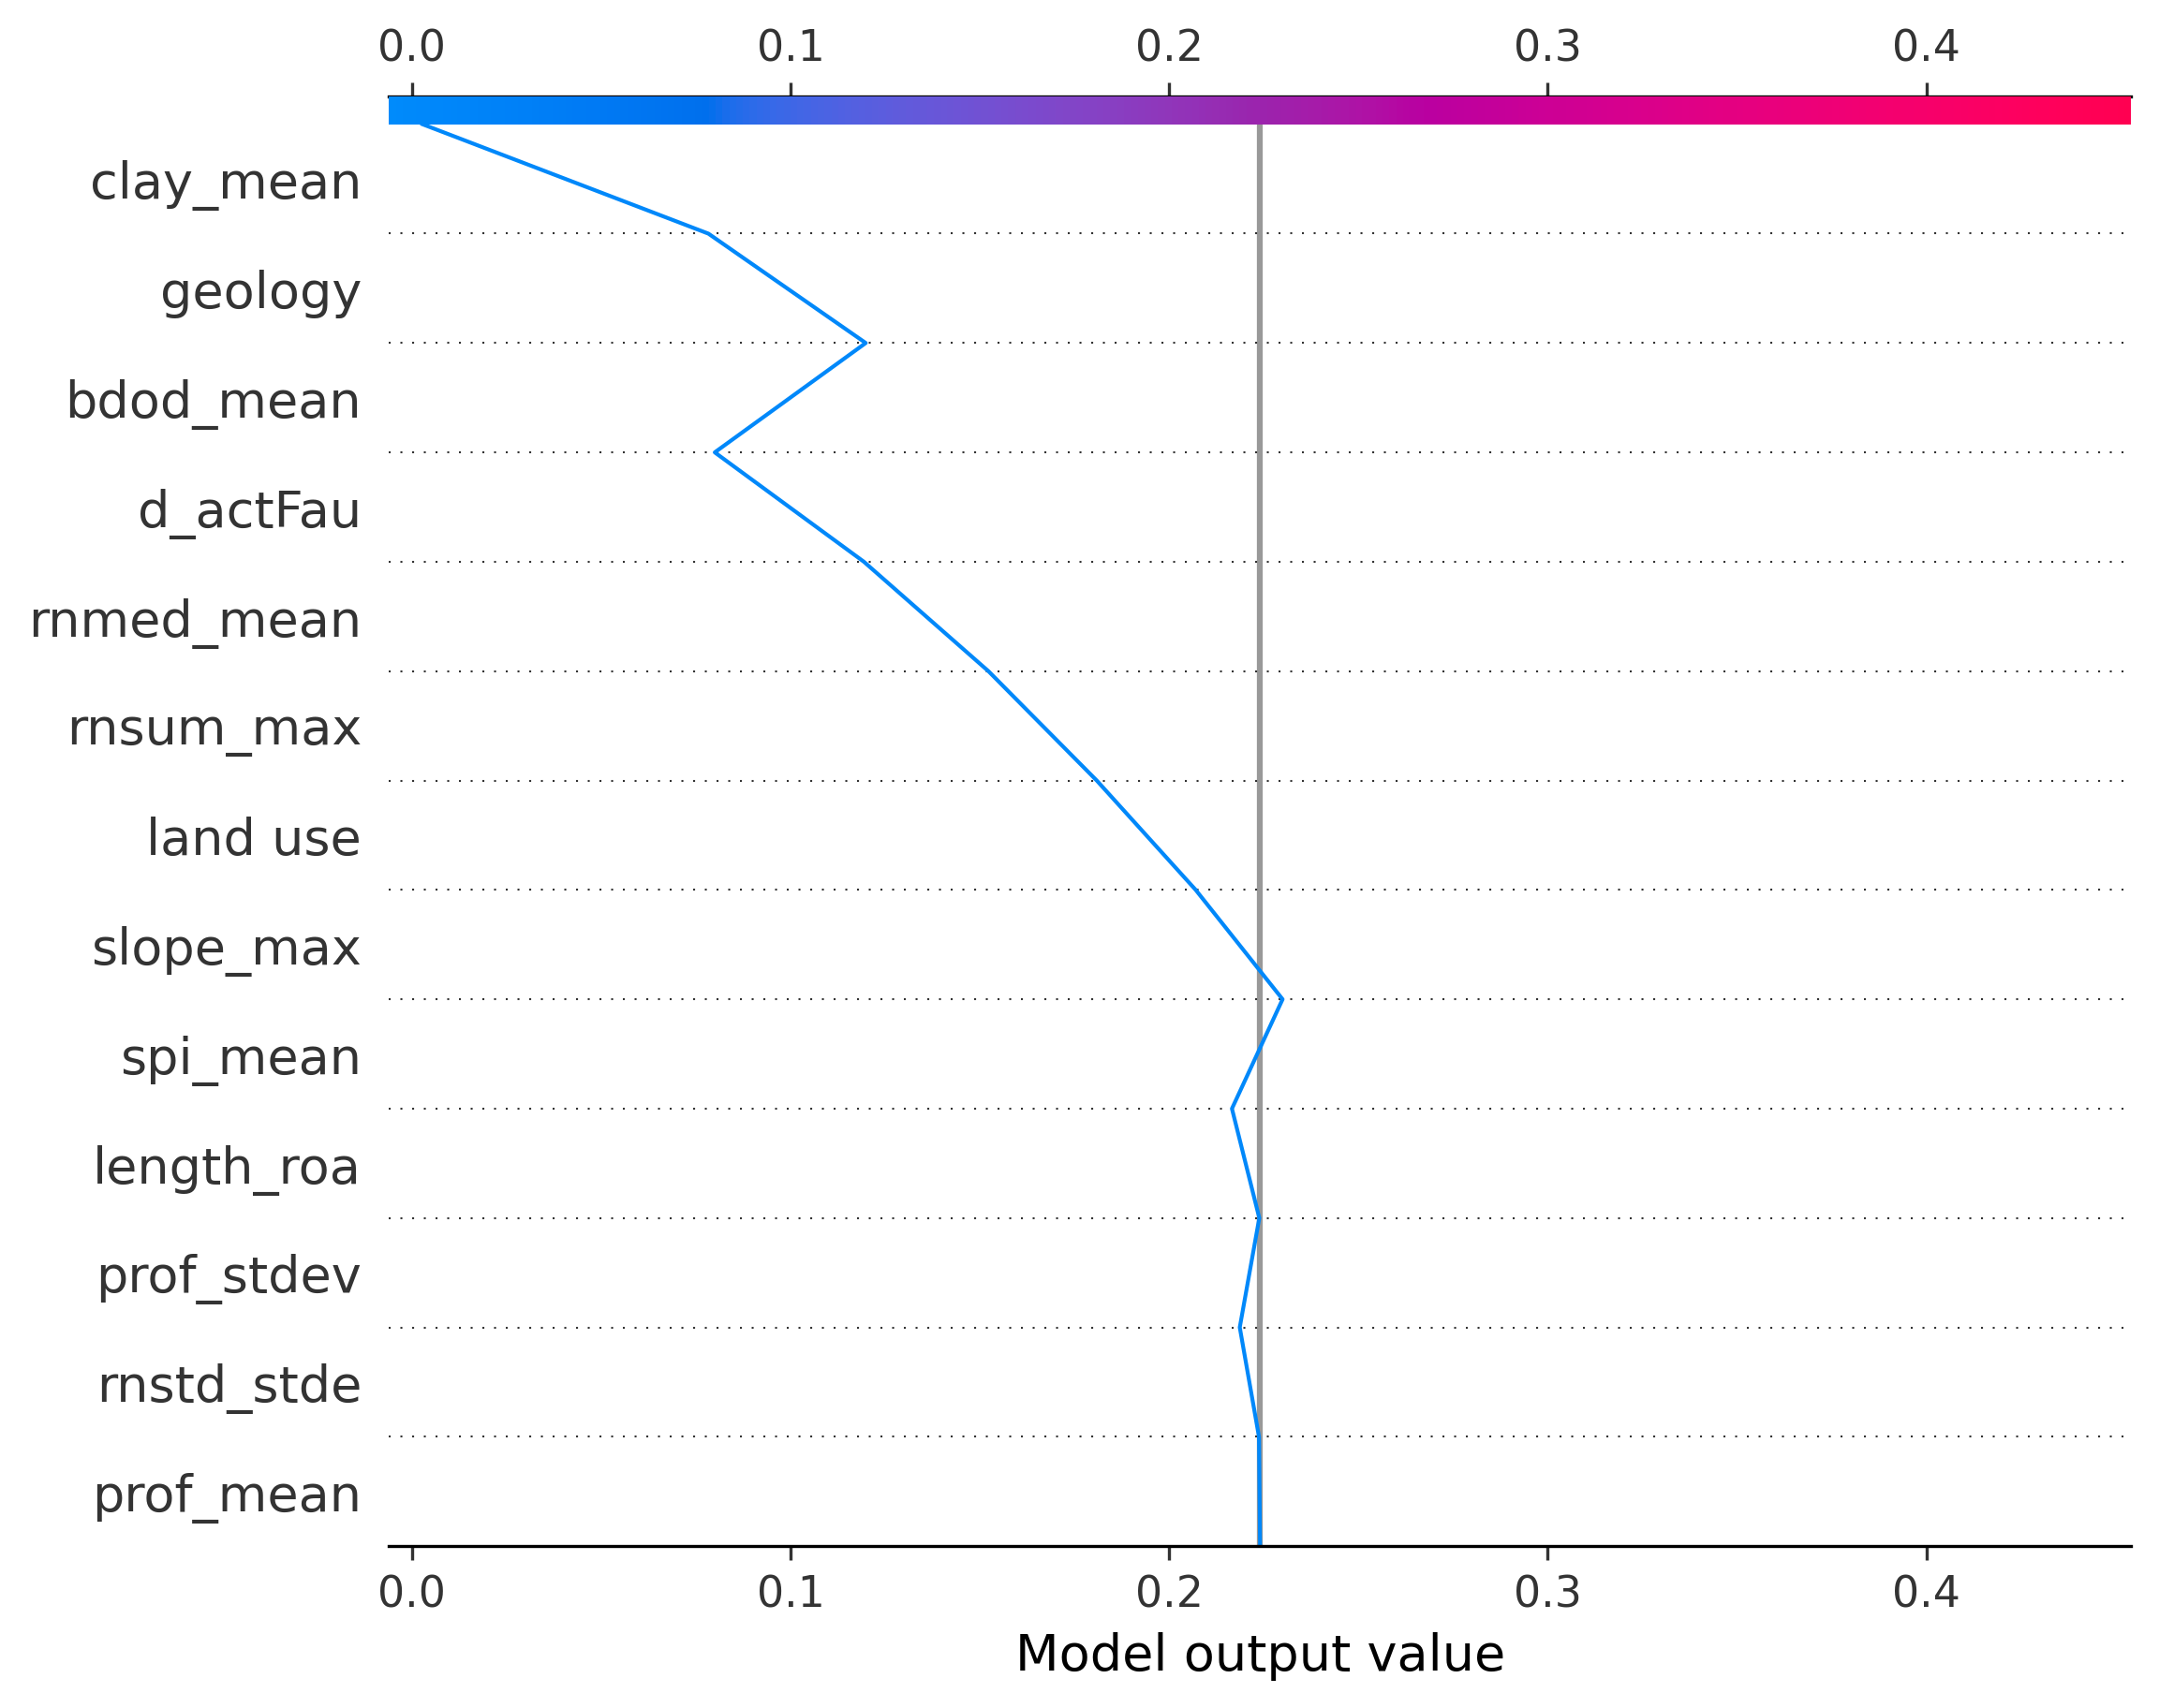 0.0 0.1 0.2 0.3 0.4
clay_mean
geology
bdod_mean
d_actFau
rnmed_mean
rnsum_max
land use
slope_max
spi_mean
length_roa
prof_stdev
rnstd_stde
prof_mean
0.0 0.1 0.2 0.3 0.4
Model output value